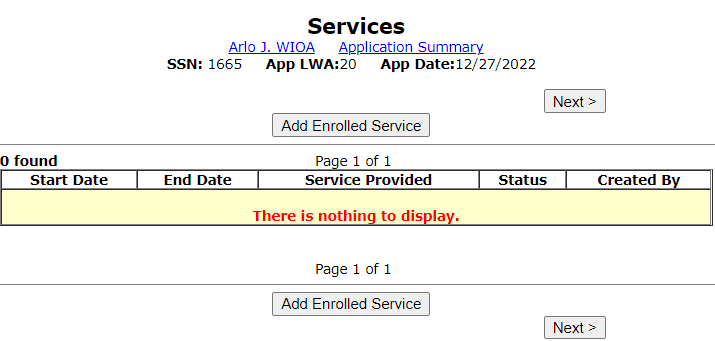 Services
Arlo J. WIOA Application Summary
SSN: 1665 App LWA:20 App Date:12/27/2022
Next >
Add Enrolled Service
0 found Page 1 of 1
Start Date End Date Service Provided Status Created By
There is nothing to display.
Page 1 of 1
Add Enrolled Service
Next >